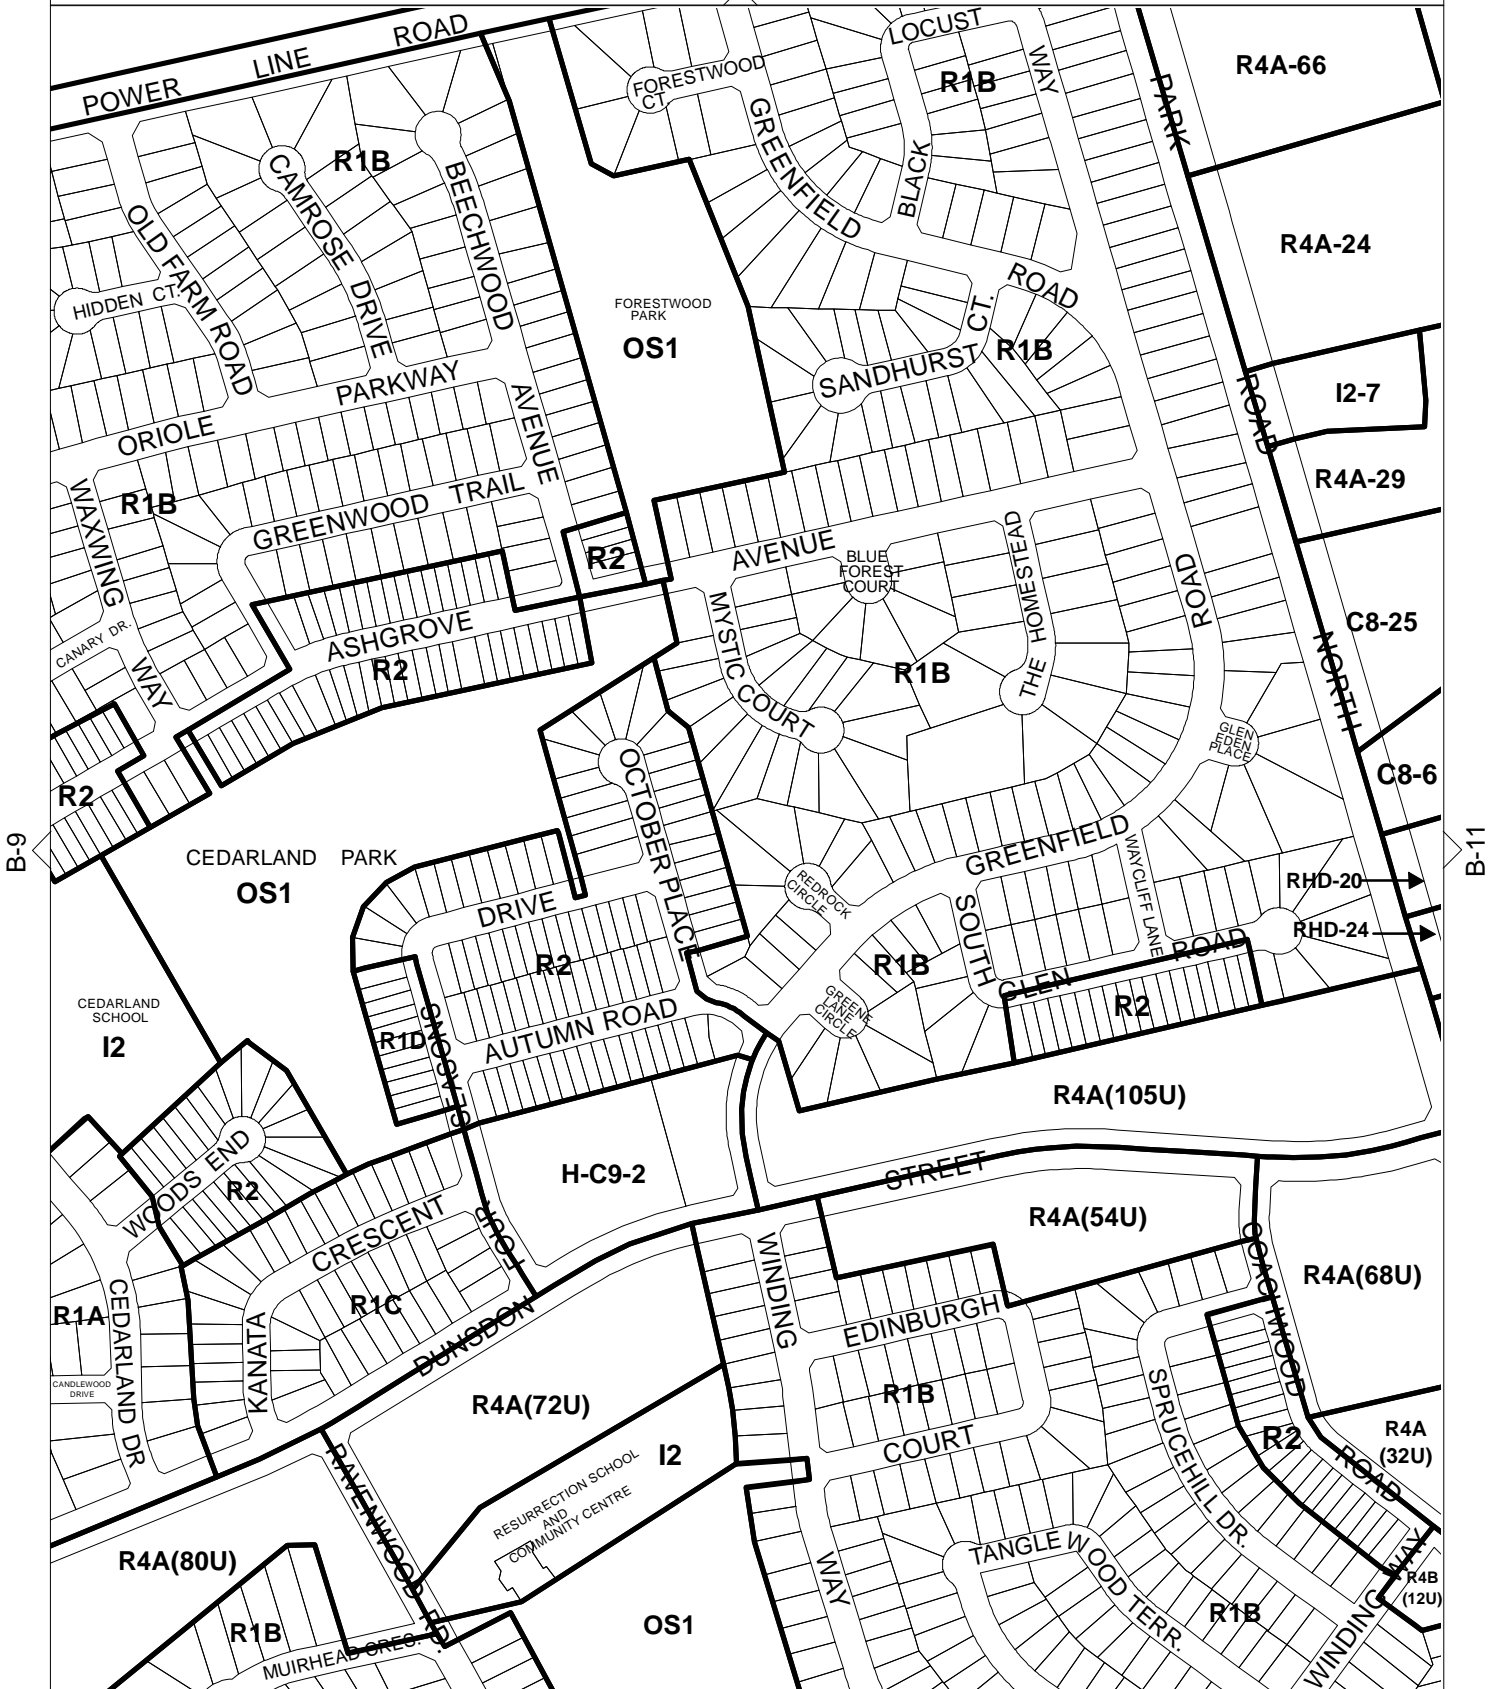 POWER LINE ROAD
LOCUST
WAY
PARK
R4A-66
FORESTWOOD
CT.
R1B
R1B
GREENFIELD
BLACK
CAMROSE DRIVE
BEECHWOOD
OLD FARM ROAD
HIDDEN CT.
R4A-24
ROAD
FORESTWOOD
PARK
OS1
CT.
SANDHURST
R1B
PARKWAY
ORIOLE
AVENUE
ROAD
I2-7
R4A-29
R1B
WAXWING
GREENWOOD TRAIL
R2
AVENUE
BLUE
FOREST
COURT
THE HOMESTEAD
ROAD
C8-25
NORTH
CANARY DR.
WAY
ASHGROVE
R2
MYSTIC COURT
R1B
GLEN
EDEN
PLACE
C8-6
R2
OCTOBER PLACE
GREENFIELD
WAYCLIFF LANE
B-9
B-11
CEDARLAND PARK
OS1
REDROCK
CIRCLE
RHD-20
RHD-24
DRIVE
R2
SOUTH
GLEN
ROAD
R1B
R2
GREENE
LANE
CIRCLE
CEDARLAND
SCHOOL
I2
R1D
SEASONS
AUTUMN ROAD
R4A(105U)
WOODS END
R2
H-C9-2
STREET
FOUR
CRESCENT
KANATA
R1C
R4A(54U)
R4A(68U)
R1A
CEDARLAND DR
CANDLEWOOD
DRIVE
DUNSDON
WINDING
EDINBURGH
COACHWOOD
R1B
COURT
SPRUCEHILL DR.
R2
ROAD
R4A
(32U)
R4A(72U)
I2
RESURRECTION SCHOOL
AND
COMMUNITY CENTRE
RAVENWOOD RD.
R4A(80U)
R1B
MUIRHEAD CRES.
OS1
WAY
TANGLEWOOD TERR.
R1B
WINDING WAY
R4B
(12U)